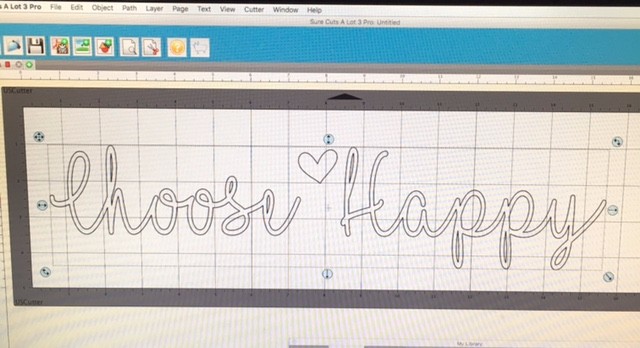 s A Lot 3 Pro File Edit Object Path Layer Page Text View Cutter Window Help
Sure Cuts A Lot 3 Pro: Untitled
USCutter
Choose Happy
USCutter
My Library